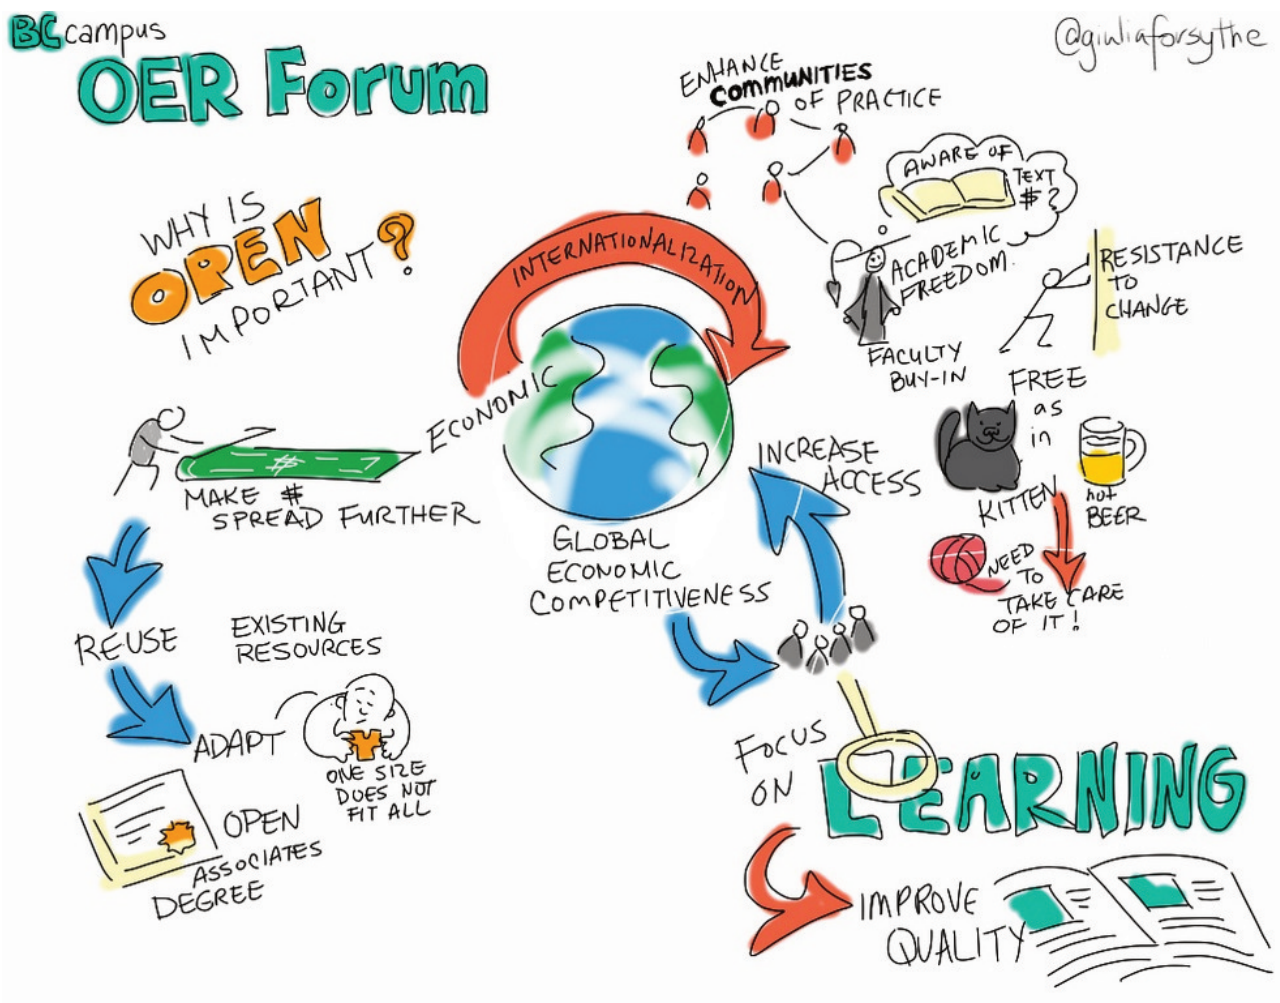 BCcampus
OER Forum
@giuliaforsythe
WHY IS
OPEN
IMPORTANT?
ENHANCE
COMMUNITIES
OF PRACTICE
AWARE OF
TEXT
$?
ACADEMIC
FREEDOM.
FACULTY
BUY-IN
RESISTANCE
TO
CHANGE
INTERNATIONALIZATION
ECONOMIC
$
MAKE $
SPREAD FURTHER
GLOBAL
ECONOMIC
COMPETITIVENESS
INCREASE
ACCESS
FREE
as
in
KITTEN
not
BEER
NEED
TO
TAKE CARE
OF IT!
REUSE
EXISTING
RESOURCES
ADAPT
ONE SIZE
DOES NOT
FIT ALL
OPEN
ASSOCIATES
DEGREE
FOCUS
ON
LEARNING
IMPROVE
QUALITY